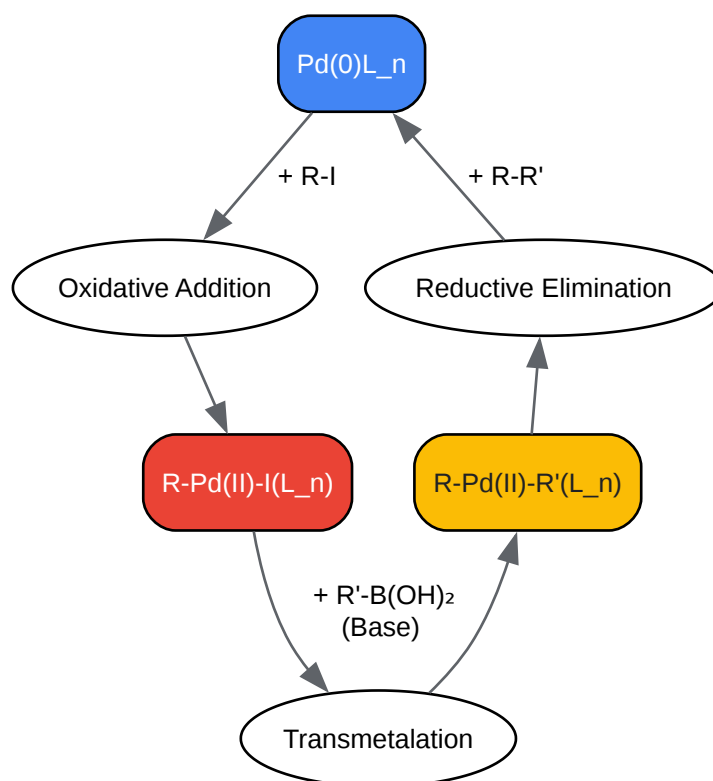 Pd(0)L_n
+ R-I
+ R-R'
Oxidative Addition
Reductive Elimination
R-Pd(II)-I(L_n)
R-Pd(II)-R'(L_n)
+ R'-B(OH)₂
(Base)
Transmetalation